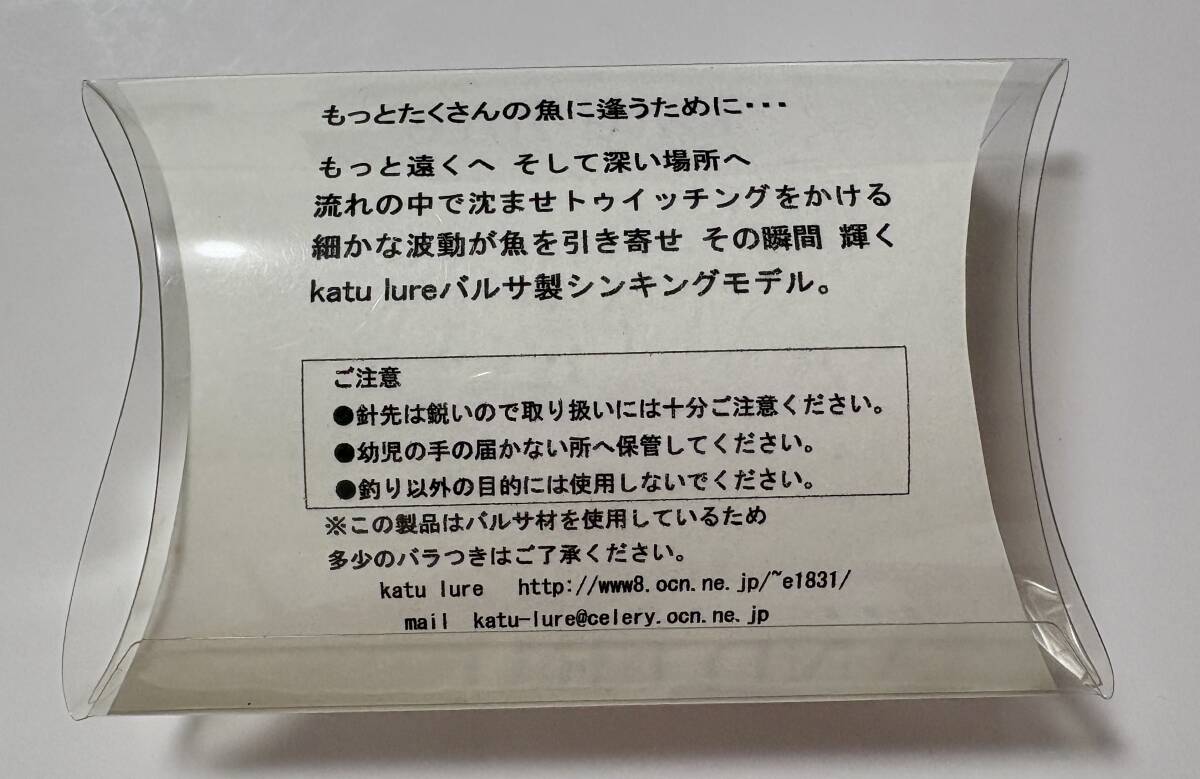 もっとたくさんの魚に逢うために・・・
もっと遠くへ そして深い場所へ
流れの中で沈ませトゥイッチングをかける
細かな波動が魚を引き寄せ その瞬間 輝く
katu lureバルサ製シンキングモデル。
ご注意
●針先は鋭いので取り扱いには十分ご注意ください。
●幼児の手の届かない所へ保管してください。
●釣り以外の目的には使用しないでください。
※この製品はバルサ材を使用しているため
多少のバラつきはご了承ください。
katu lure http://www8.ocn.ne.jp/~e1831/
mail katu-lure@celery.ocn.ne.jp